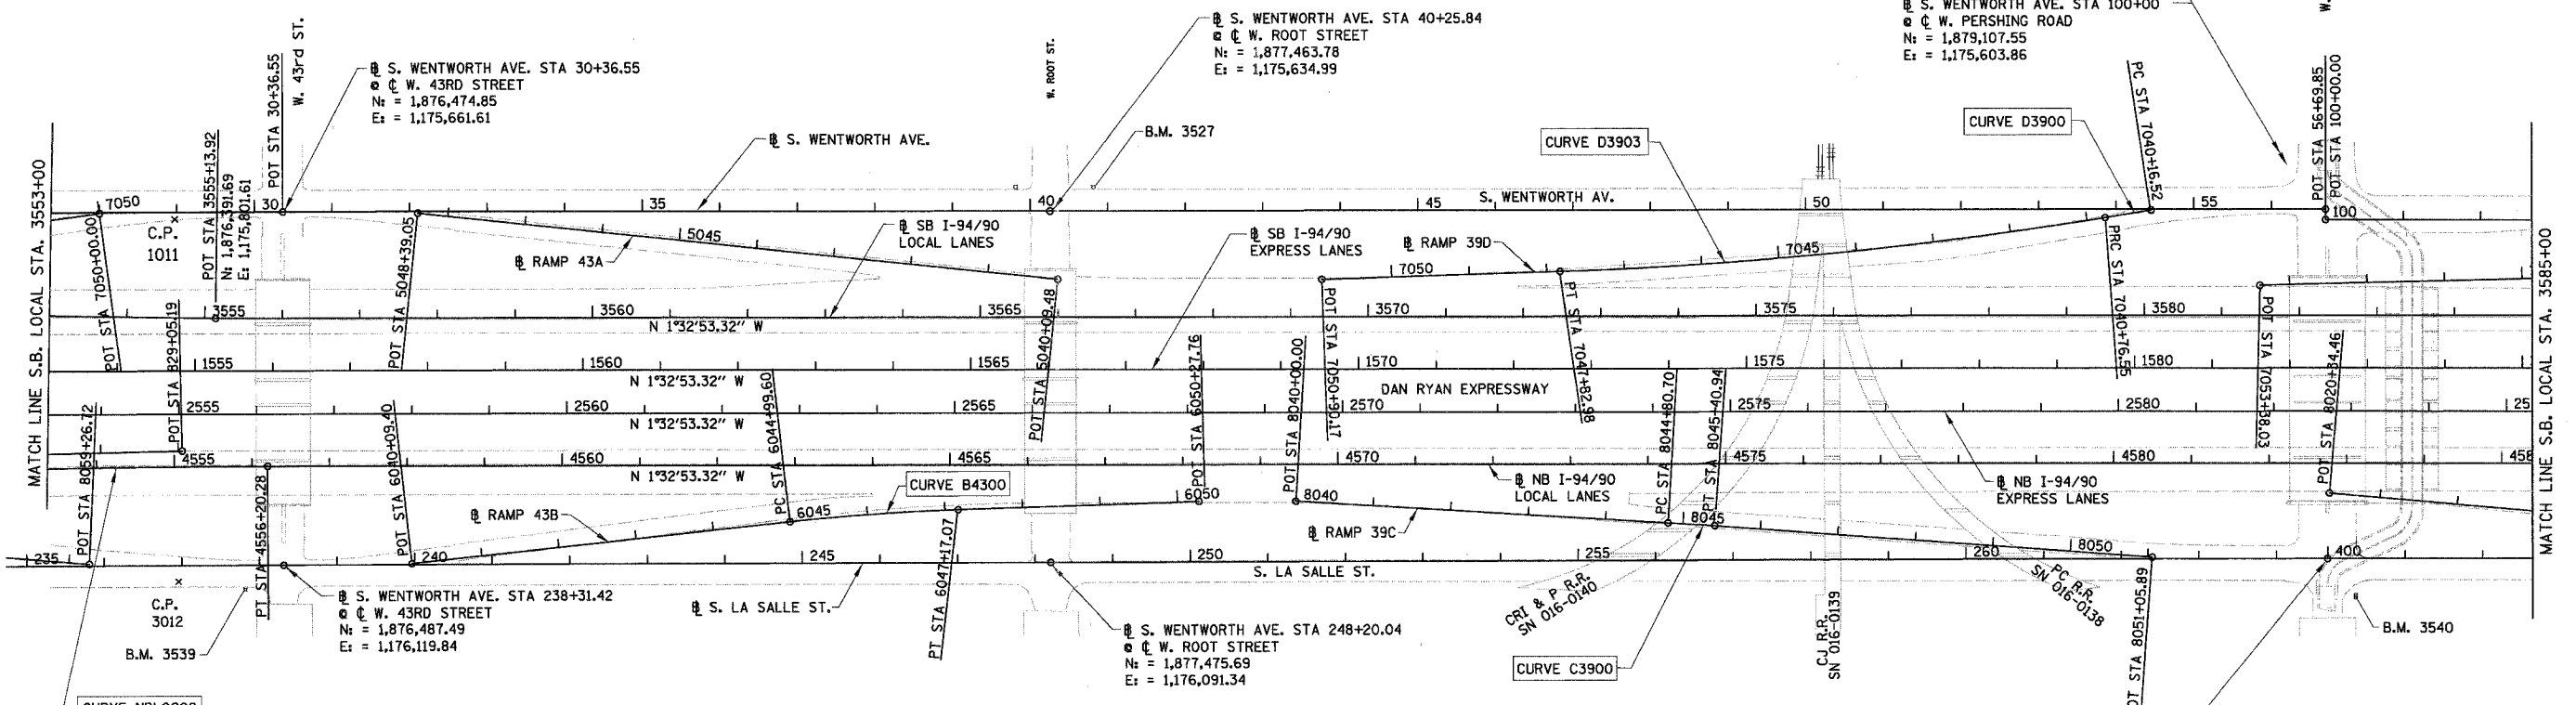 ℄ S. WENTWORTH AVE. STA 100+00
@ ℄ W. PERSHING ROAD
N: = 1,879,107.55
E: = 1,175,603.86
W.
B S. WENTWORTH AVE. STA 40+25.84
@ ℄ W. ROOT STREET
N: = 1,877,463.78
E: = 1,175,634.99
B S. WENTWORTH AVE. STA 30+36.55
@ ℄ W. 43RD STREET
N: = 1,876,474.85
E: = 1,175,661.61
W. 43rd ST.
POT STA 30+36.55
W. ROOT ST.
B S. WENTWORTH AVE.
B.M. 3527
CURVE D3903
CURVE D3900
PC STA 7040+16.52
POT STA 56+69.85
POT STA 100+00.00
MATCH LINE S.B. LOCAL STA. 3553+00
MATCH LINE S.B. LOCAL STA. 3585+00
7050
30
35
40
45
S. WENTWORTH AV.
50
55
100
C.P.
1011
POT STA 3555+13.92
N: 1,876,391.69
E: 1,175,801.61
POT STA 7050+00.00
POT STA 5048+39.05
5045
B RAMP 43A
B SB I-94/90
LOCAL LANES
B SB I-94/90
EXPRESS LANES
B RAMP 39D
7050
7045
PRC STA 7040+76.55
3555
3560
3565
3570
3575
3580
N 1°32'53.32" W
POT STA 829+05.19
POT STA 5040+09.48
POT STA 7050+90.17
PT STA 7047+82.98
POT STA 7053+38.03
POT STA 8020+34.46
1555
1560
1565
1570
1575
1580
N 1°32'53.32" W
DAN RYAN EXPRESSWAY
2555
2560
2565
2570
2575
2580
25
N 1°32'53.32" W
POT STA 8059+26.72
POT STA 6040+09.40
PC STA 6044+99.60
POT STA 6050+27.76
POT STA 8040+00.00
PC STA 8044+80.70
PT STA 8045+40.94
4555
4560
4565
4570
4575
4580
458
N 1°32'53.32" W
PT STA 4556+20.28
CURVE B4300
B NB I-94/90
LOCAL LANES
B NB I-94/90
EXPRESS LANES
B RAMP 43B
6045
6050
8040
8045
8050
B RAMP 39C
235
240
245
250
255
260
400
S. LA SALLE ST.
C.P.
3012
B.M. 3539
B S. WENTWORTH AVE. STA 238+31.42
@ ℄ W. 43RD STREET
N: = 1,876,487.49
E: = 1,176,119.84
B S. LA SALLE ST.
PT STA 6047+17.07
B S. WENTWORTH AVE. STA 248+20.04
@ ℄ W. ROOT STREET
N: = 1,877,475.69
E: = 1,176,091.34
CRI & P R.R.
SN 016-0140
CURVE C3900
CJ R.R.
SN 016-0139
PC R.R.
SN 016-0138
OT STA 8051+05.89
B.M. 3540